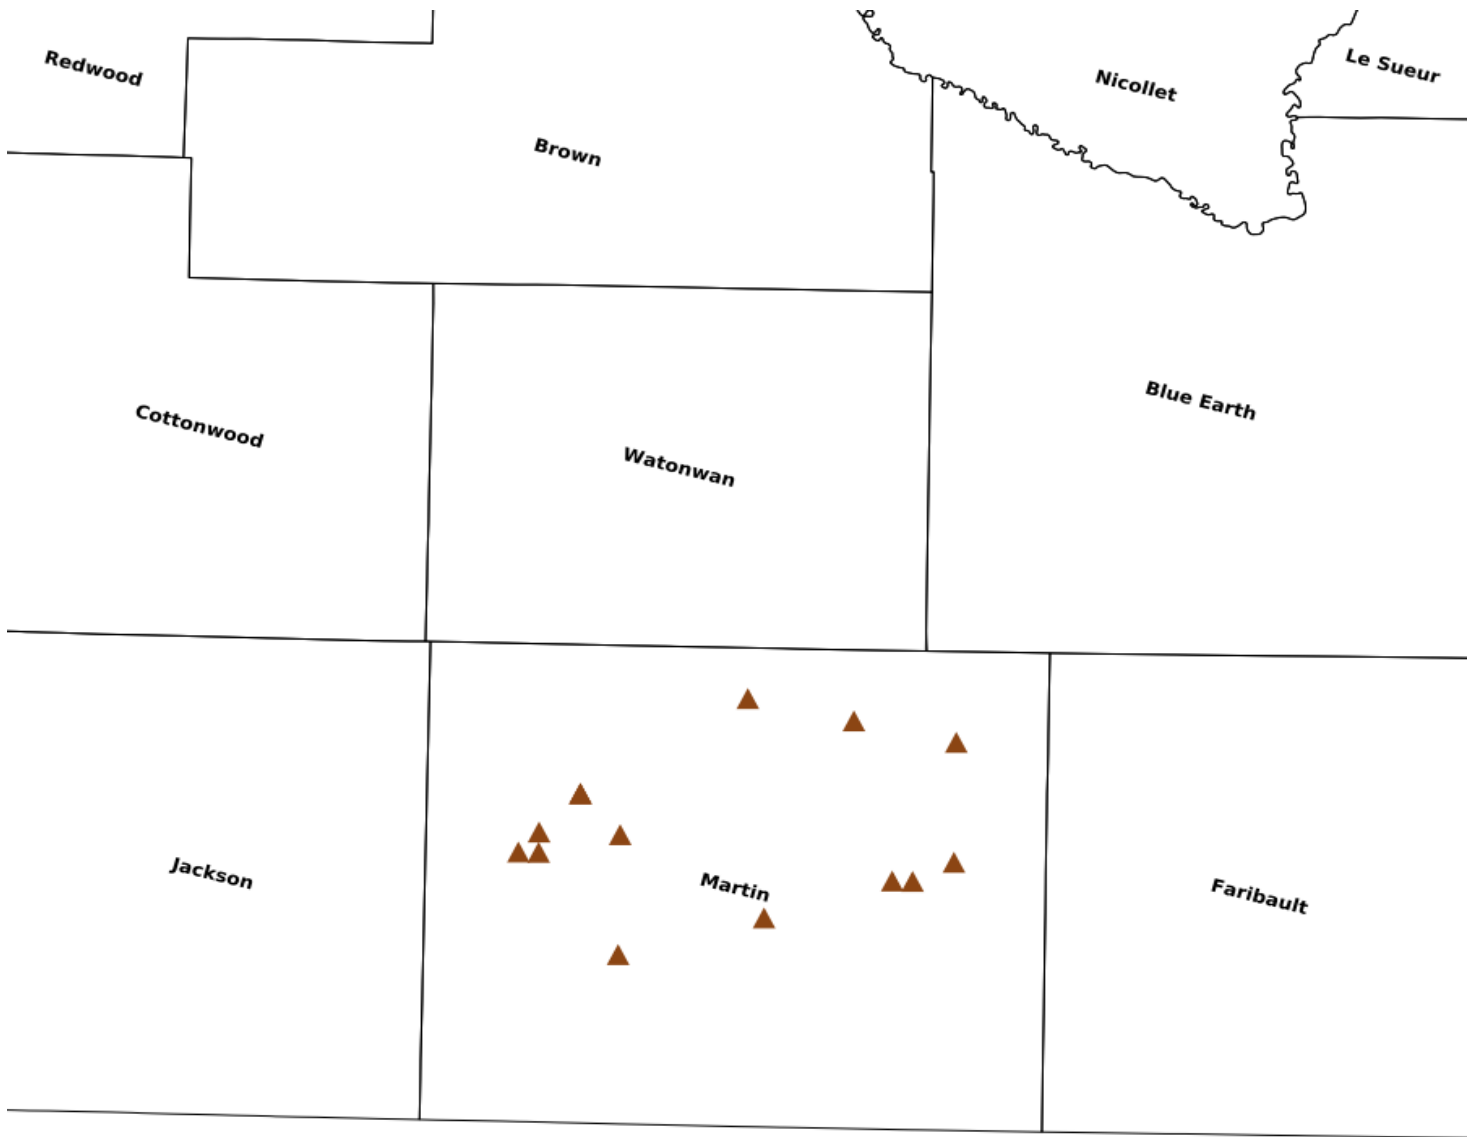 Redwood
Le Sueur
Nicollet
Brown
Blue Earth
Cottonwood
Watonwan
Jackson
Martin
Faribault